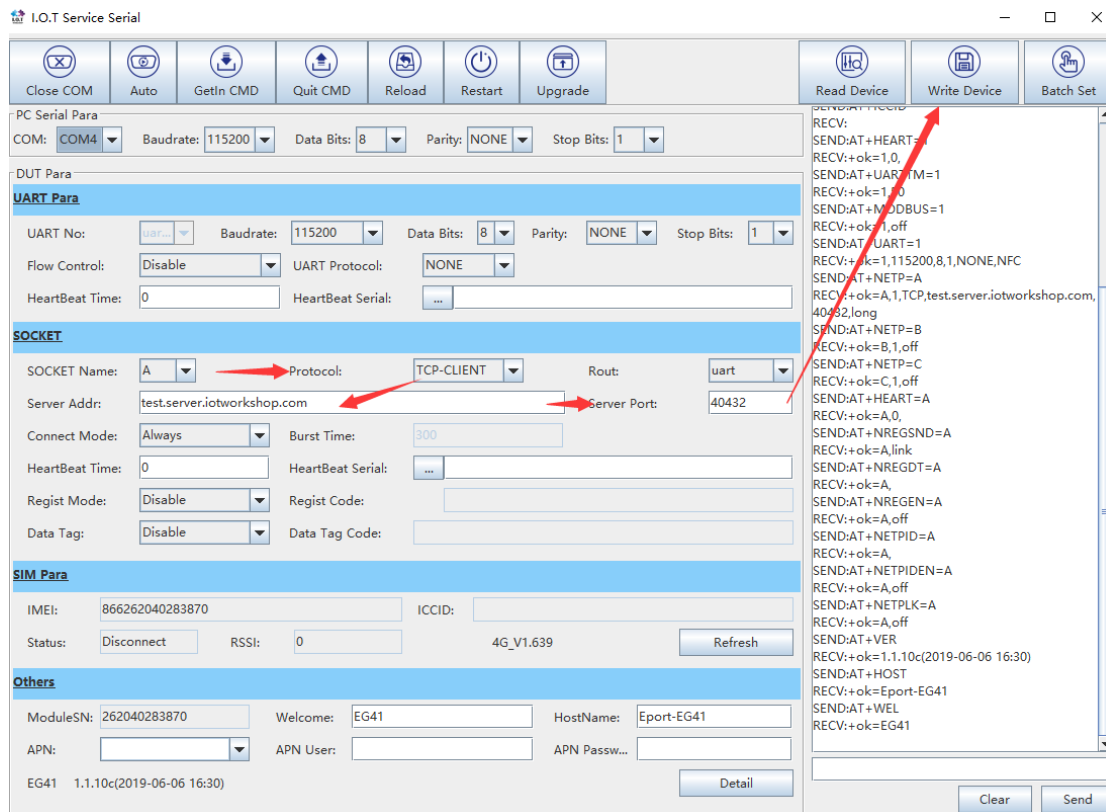 I.O.T Service Serial
Close COM Auto GetIn CMD Quit CMD Reload Restart Upgrade Read Device Write Device Batch Set
PC Serial Para
COM: COM4 Baudrate: 115200 Data Bits: 8 Parity: NONE Stop Bits: 1
DUT Para
UART Para
UART No: uar... Baudrate: 115200 Data Bits: 8 Parity: NONE Stop Bits: 1
Flow Control: Disable UART Protocol: NONE
HeartBeat Time: 0 HeartBeat Serial: ...
SOCKET
SOCKET Name: A Protocol: TCP-CLIENT Rout: uart
Server Addr: test.server.iotworkshop.com Server Port: 40432
Connect Mode: Always Burst Time: 300
HeartBeat Time: 0 HeartBeat Serial: ...
Regist Mode: Disable Regist Code:
Data Tag: Disable Data Tag Code:
SIM Para
IMEI: 866262040283870 ICCID:
Status: Disconnect RSSI: 0 4G_V1.639 Refresh
Others
ModuleSN: 262040283870 Welcome: EG41 HostName: Eport-EG41
APN: APN User: APN Passw...
EG41 1.1.10c(2019-06-06 16:30) Detail
SEND:AT+ICCID
RECV:
SEND:AT+HEART=1
RECV:+ok=1,0,
SEND:AT+UARTTM=1
RECV:+ok=1,50
SEND:AT+MODBUS=1
RECV:+ok=1,off
SEND:AT+UART=1
RECV:+ok=1,115200,8,1,NONE,NFC
SEND:AT+NETP=A
RECV:+ok=A,1,TCP,test.server.iotworkshop.com,
40432,long
SEND:AT+NETP=B
RECV:+ok=B,1,off
SEND:AT+NETP=C
RECV:+ok=C,1,off
SEND:AT+HEART=A
RECV:+ok=A,0,
SEND:AT+NREGSND=A
RECV:+ok=A,link
SEND:AT+NREGDT=A
RECV:+ok=A,
SEND:AT+NREGEN=A
RECV:+ok=A,off
SEND:AT+NETPID=A
RECV:+ok=A,
SEND:AT+NETPIDEN=A
RECV:+ok=A,off
SEND:AT+NETPLK=A
RECV:+ok=A,off
SEND:AT+VER
RECV:+ok=1.1.10c(2019-06-06 16:30)
SEND:AT+HOST
RECV:+ok=Eport-EG41
SEND:AT+WEL
RECV:+ok=EG41
Clear Send